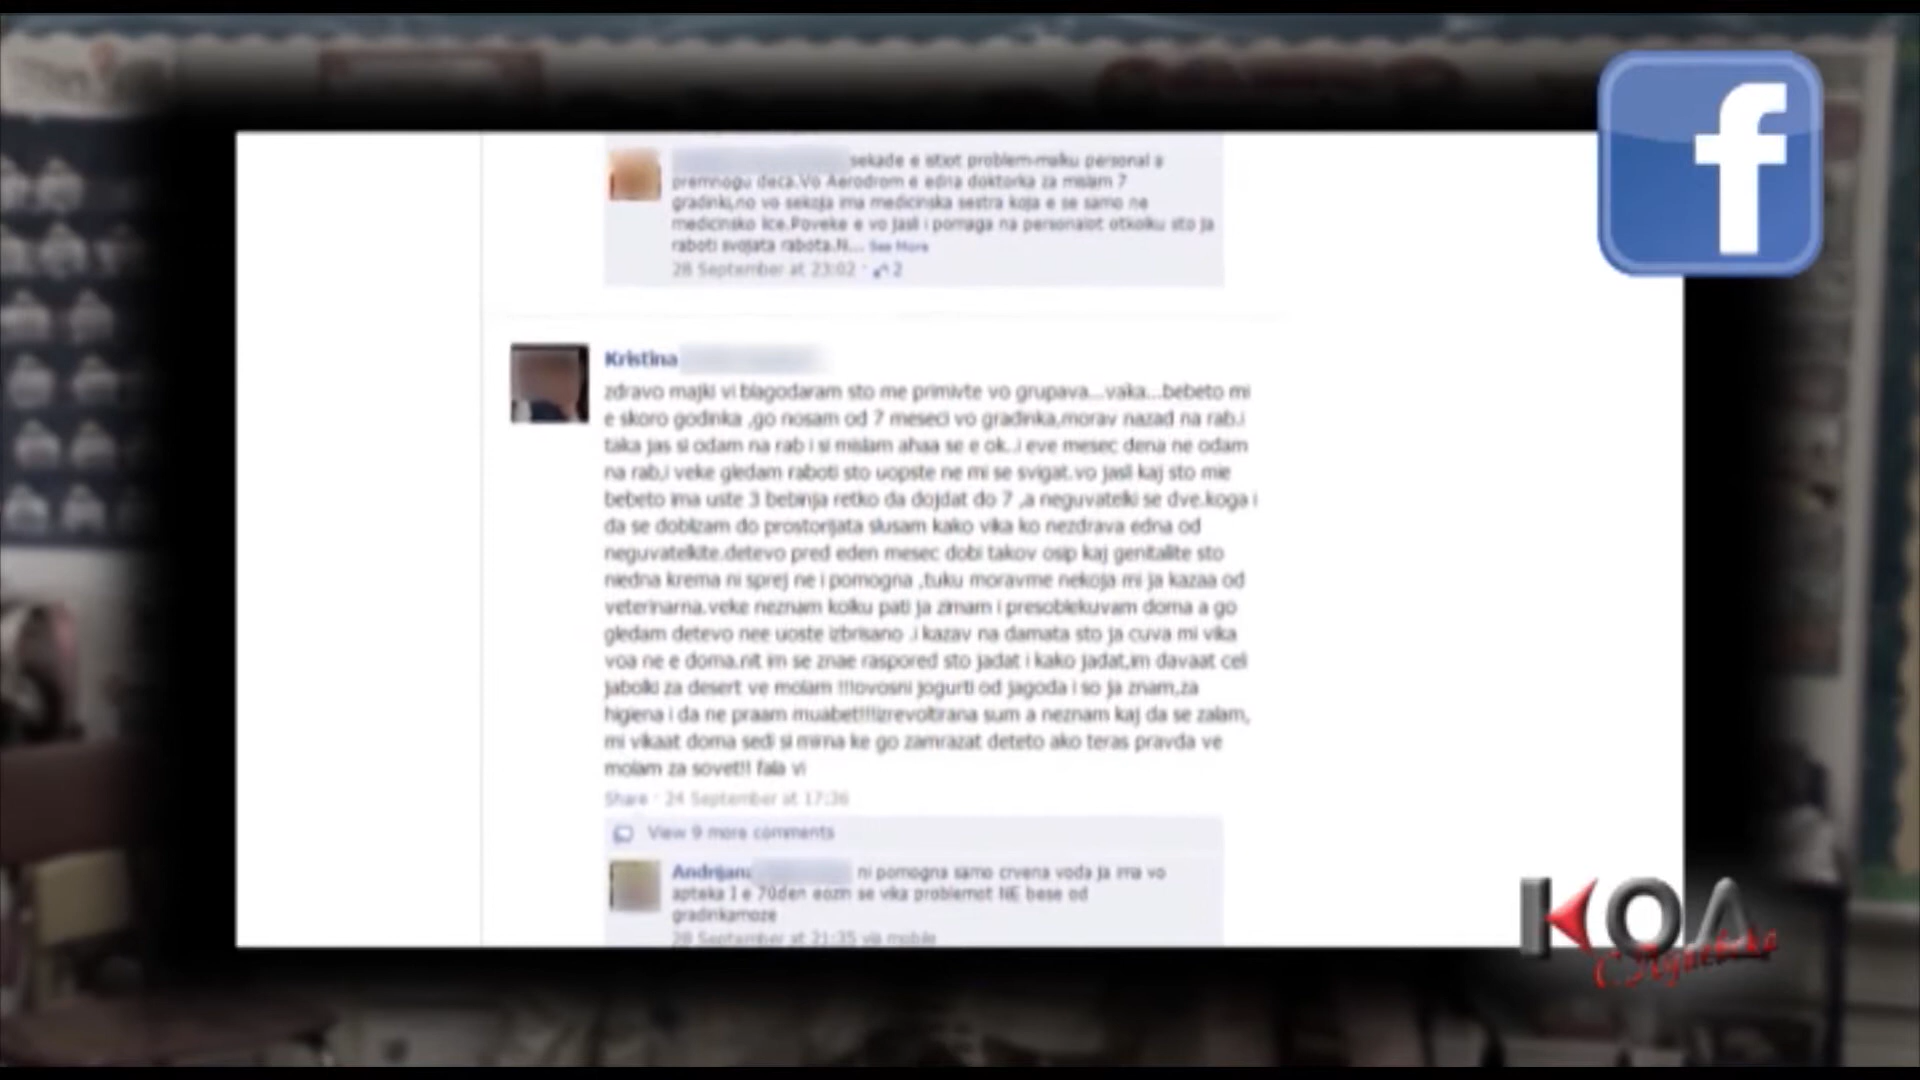 sekade e istiot problem-malku personal a
premnogu deca.Vo Aerodrom e edna doktorka za mislam 7
gradinki,no vo sekoja ima medicinska sestra koja e se samo ne
medicinsko lice.Poveke e vo jasli i pomaga na personalot otkolku sto ja
raboti svojata rabota.N... See More
28 September at 23:02 · 2
Kristina
zdravo majki vi blagodaram sto me primivte vo grupava...vaka...bebeto mi
e skoro godinka ,go nosam od 7 meseci vo gradinka,morav nazad na rab.i
taka jas si odam na rab i si mislam ahaa se e ok..i eve mesec dena ne odam
na rab,i veke gledam raboti sto uopste ne mi se svigat.vo jasli kaj sto mie
bebeto ima uste 3 bebinja retko da dojdat do 7 ,a neguvatelki se dve.koga i
da se doblizam do prostorijata slusam kako vika ko nezdrava edna od
neguvatelkite.detevo pred eden mesec dobi takov osip kaj genitalite sto
niedna krema ni sprej ne i pomogna ,tuku moravme nekoja mi ja kazaa od
veterinarna.veke neznam kolku pati ja zimam i presoblekuvam doma a go
gledam detevo nee uoste izbrisano .i kazav na damata sto ja cuva mi vika
voa ne e doma.nit im se znae raspored sto jadat i kako jadat,im davaat celi
jabolki za desert ve molam !!!ovosni jogurti od jagoda i so ja znam,za
higiena i da ne praam muabet!!!!izrevoltirana sum a neznam kaj da se zalam,
mi vikaat doma sedi si mirna ke go zamrazat deteto ako teras pravda ve
molam za sovet!! fala vi
Share · 24 September at 17:36
View 9 more comments
Andrijana ni pomogna samo crvena voda ja ima vo
apteka I e 70den eozin se vika problemot NE bese od
gradinkamoze
28 September at 21:35 via mobile
f
КОД